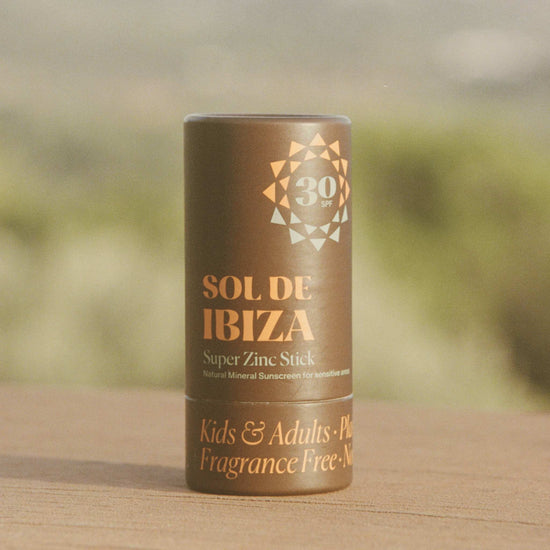 30
SPF
SOL DE
IBIZA
Super Zinc Stick
Natural Mineral Sunscreen for sensitive areas
Kids & Adults ·
Fragrance Free ·